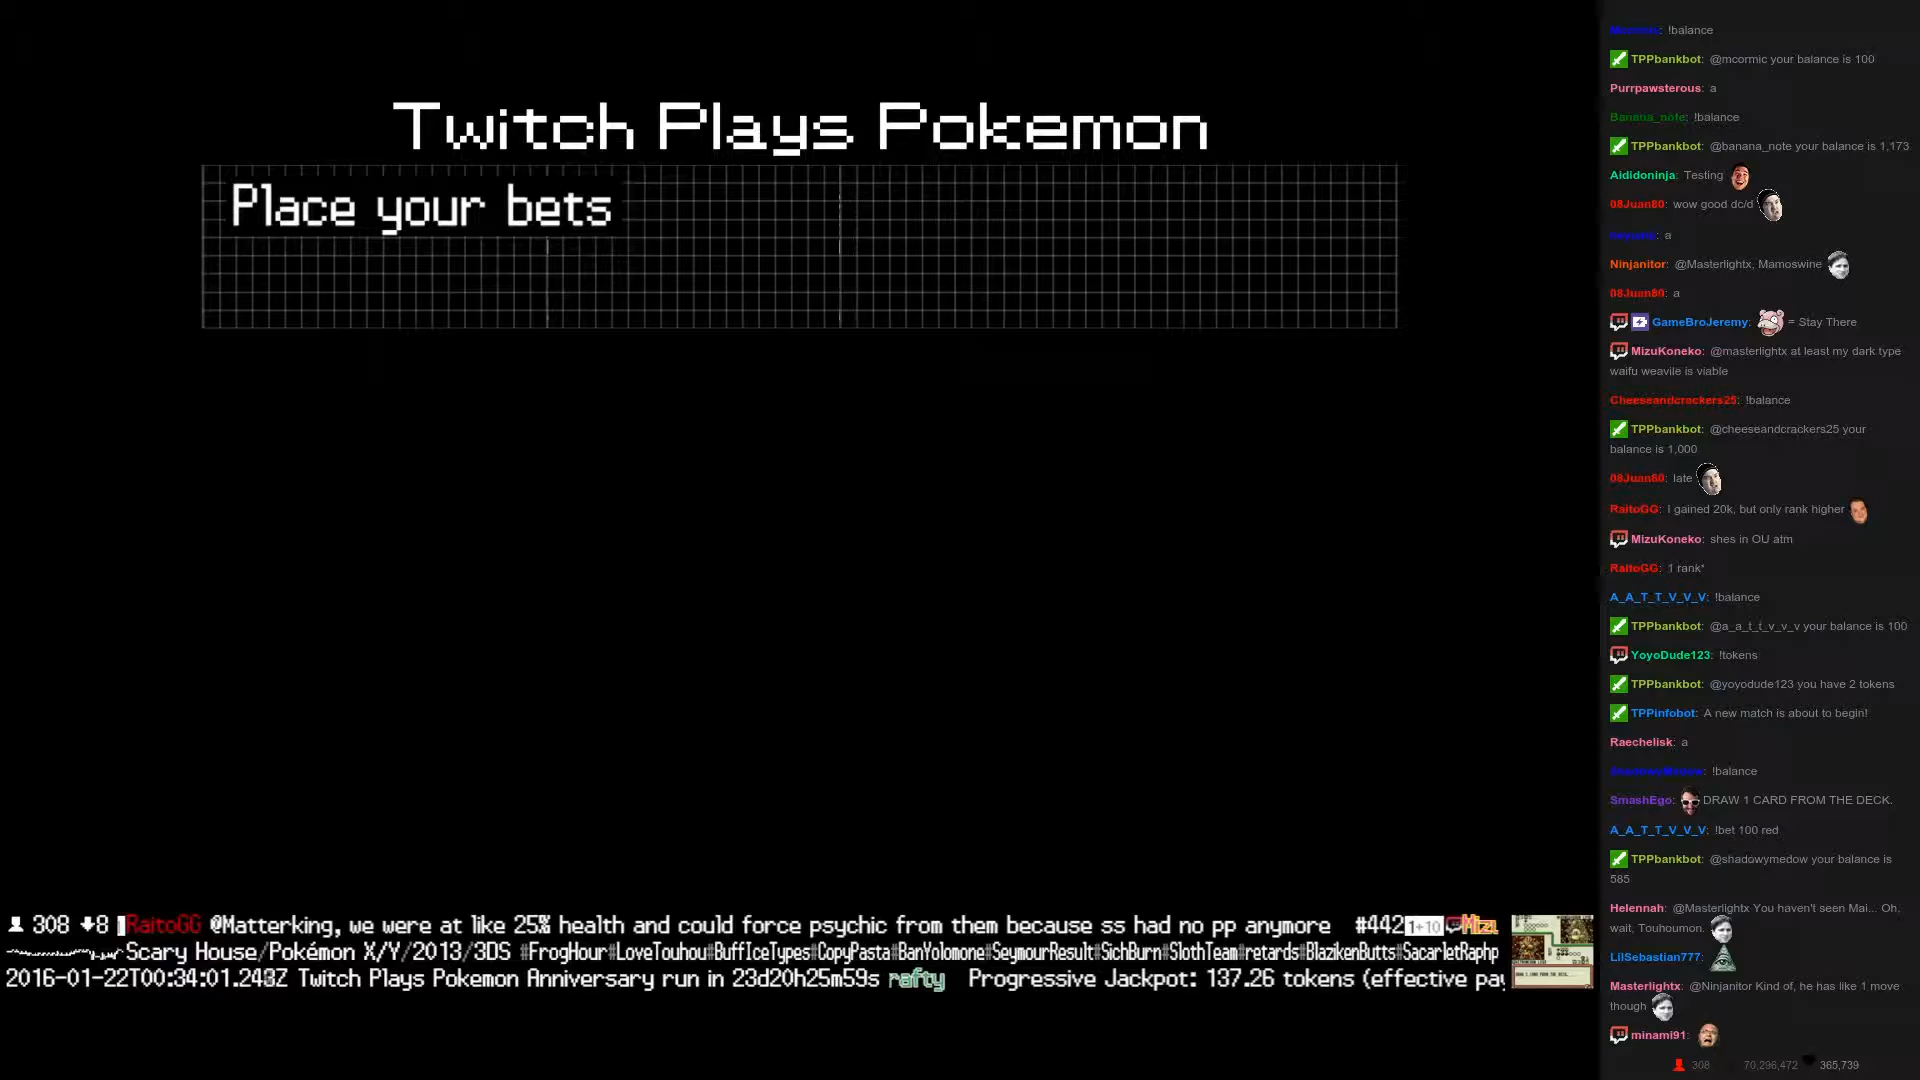 Twitch Plays Pokemon
Place your bets
308 8 RaitoGG @Matterking, we were at like 25% health and could force psychic from them because ss had no pp anymore #442 1+10 Mizu
Scary House/Pokémon X/Y/2013/3DS #FrogHour#LoveTouhou#BuffIceTypes#CopyPasta#BanYolomone#SeymourResult#SichBurn#SlothTeam#retards#BlazikenButts#SacarletRaphp
2016-01-22T00:34:01.248Z Twitch Plays Pokemon Anniversary run in 23d20h25m59s rafty Progressive Jackpot: 137.26 tokens (effective pay
!balance
TPPbankbot: @mcormic your balance is 100
Purrpawsterous: a
Banana_note: !balance
TPPbankbot: @banana_note your balance is 1,173
Aididoninja: Testing
08Juan80: wow good dc/d
: a
Ninjanitor: @Masterlightx, Mamoswine
08Juan80: a
GameBroJeremy: = Stay There
MizuKoneko: @masterlightx at least my dark type
waifu weavile is viable
Cheeseandcrackers25: !balance
TPPbankbot: @cheeseandcrackers25 your
balance is 1,000
08Juan80: late
RaitoGG: I gained 20k, but only rank higher
MizuKoneko: shes in OU atm
RaitoGG: 1 rank*
A_A_T_T_V_V_V: !balance
TPPbankbot: @a_a_t_t_v_v_v your balance is 100
YoyoDude123: !tokens
TPPbankbot: @yoyodude123 you have 2 tokens
TPPinfobot: A new match is about to begin!
Raechelisk: a
ShadowyMedow: !balance
SmashEgo: DRAW 1 CARD FROM THE DECK.
A_A_T_T_V_V_V: !bet 100 red
TPPbankbot: @shadowymedow your balance is
585
Helennah: @Masterlightx You haven't seen Mai... Oh,
wait, Touhoumon.
LilSebastian777:
Masterlightx: @Ninjanitor Kind of, he has like 1 move
though
minami91:
308 70,296,472 365,739